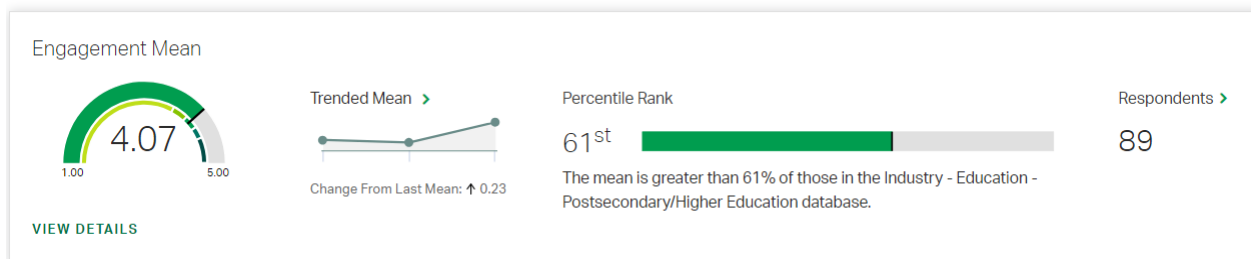 Engagement Mean
4.07
1.00
5.00
VIEW DETAILS
Trended Mean >
Change From Last Mean: ↑ 0.23
Percentile Rank
61st
The mean is greater than 61% of those in the Industry - Education -
Postsecondary/Higher Education database.
Respondents >
89